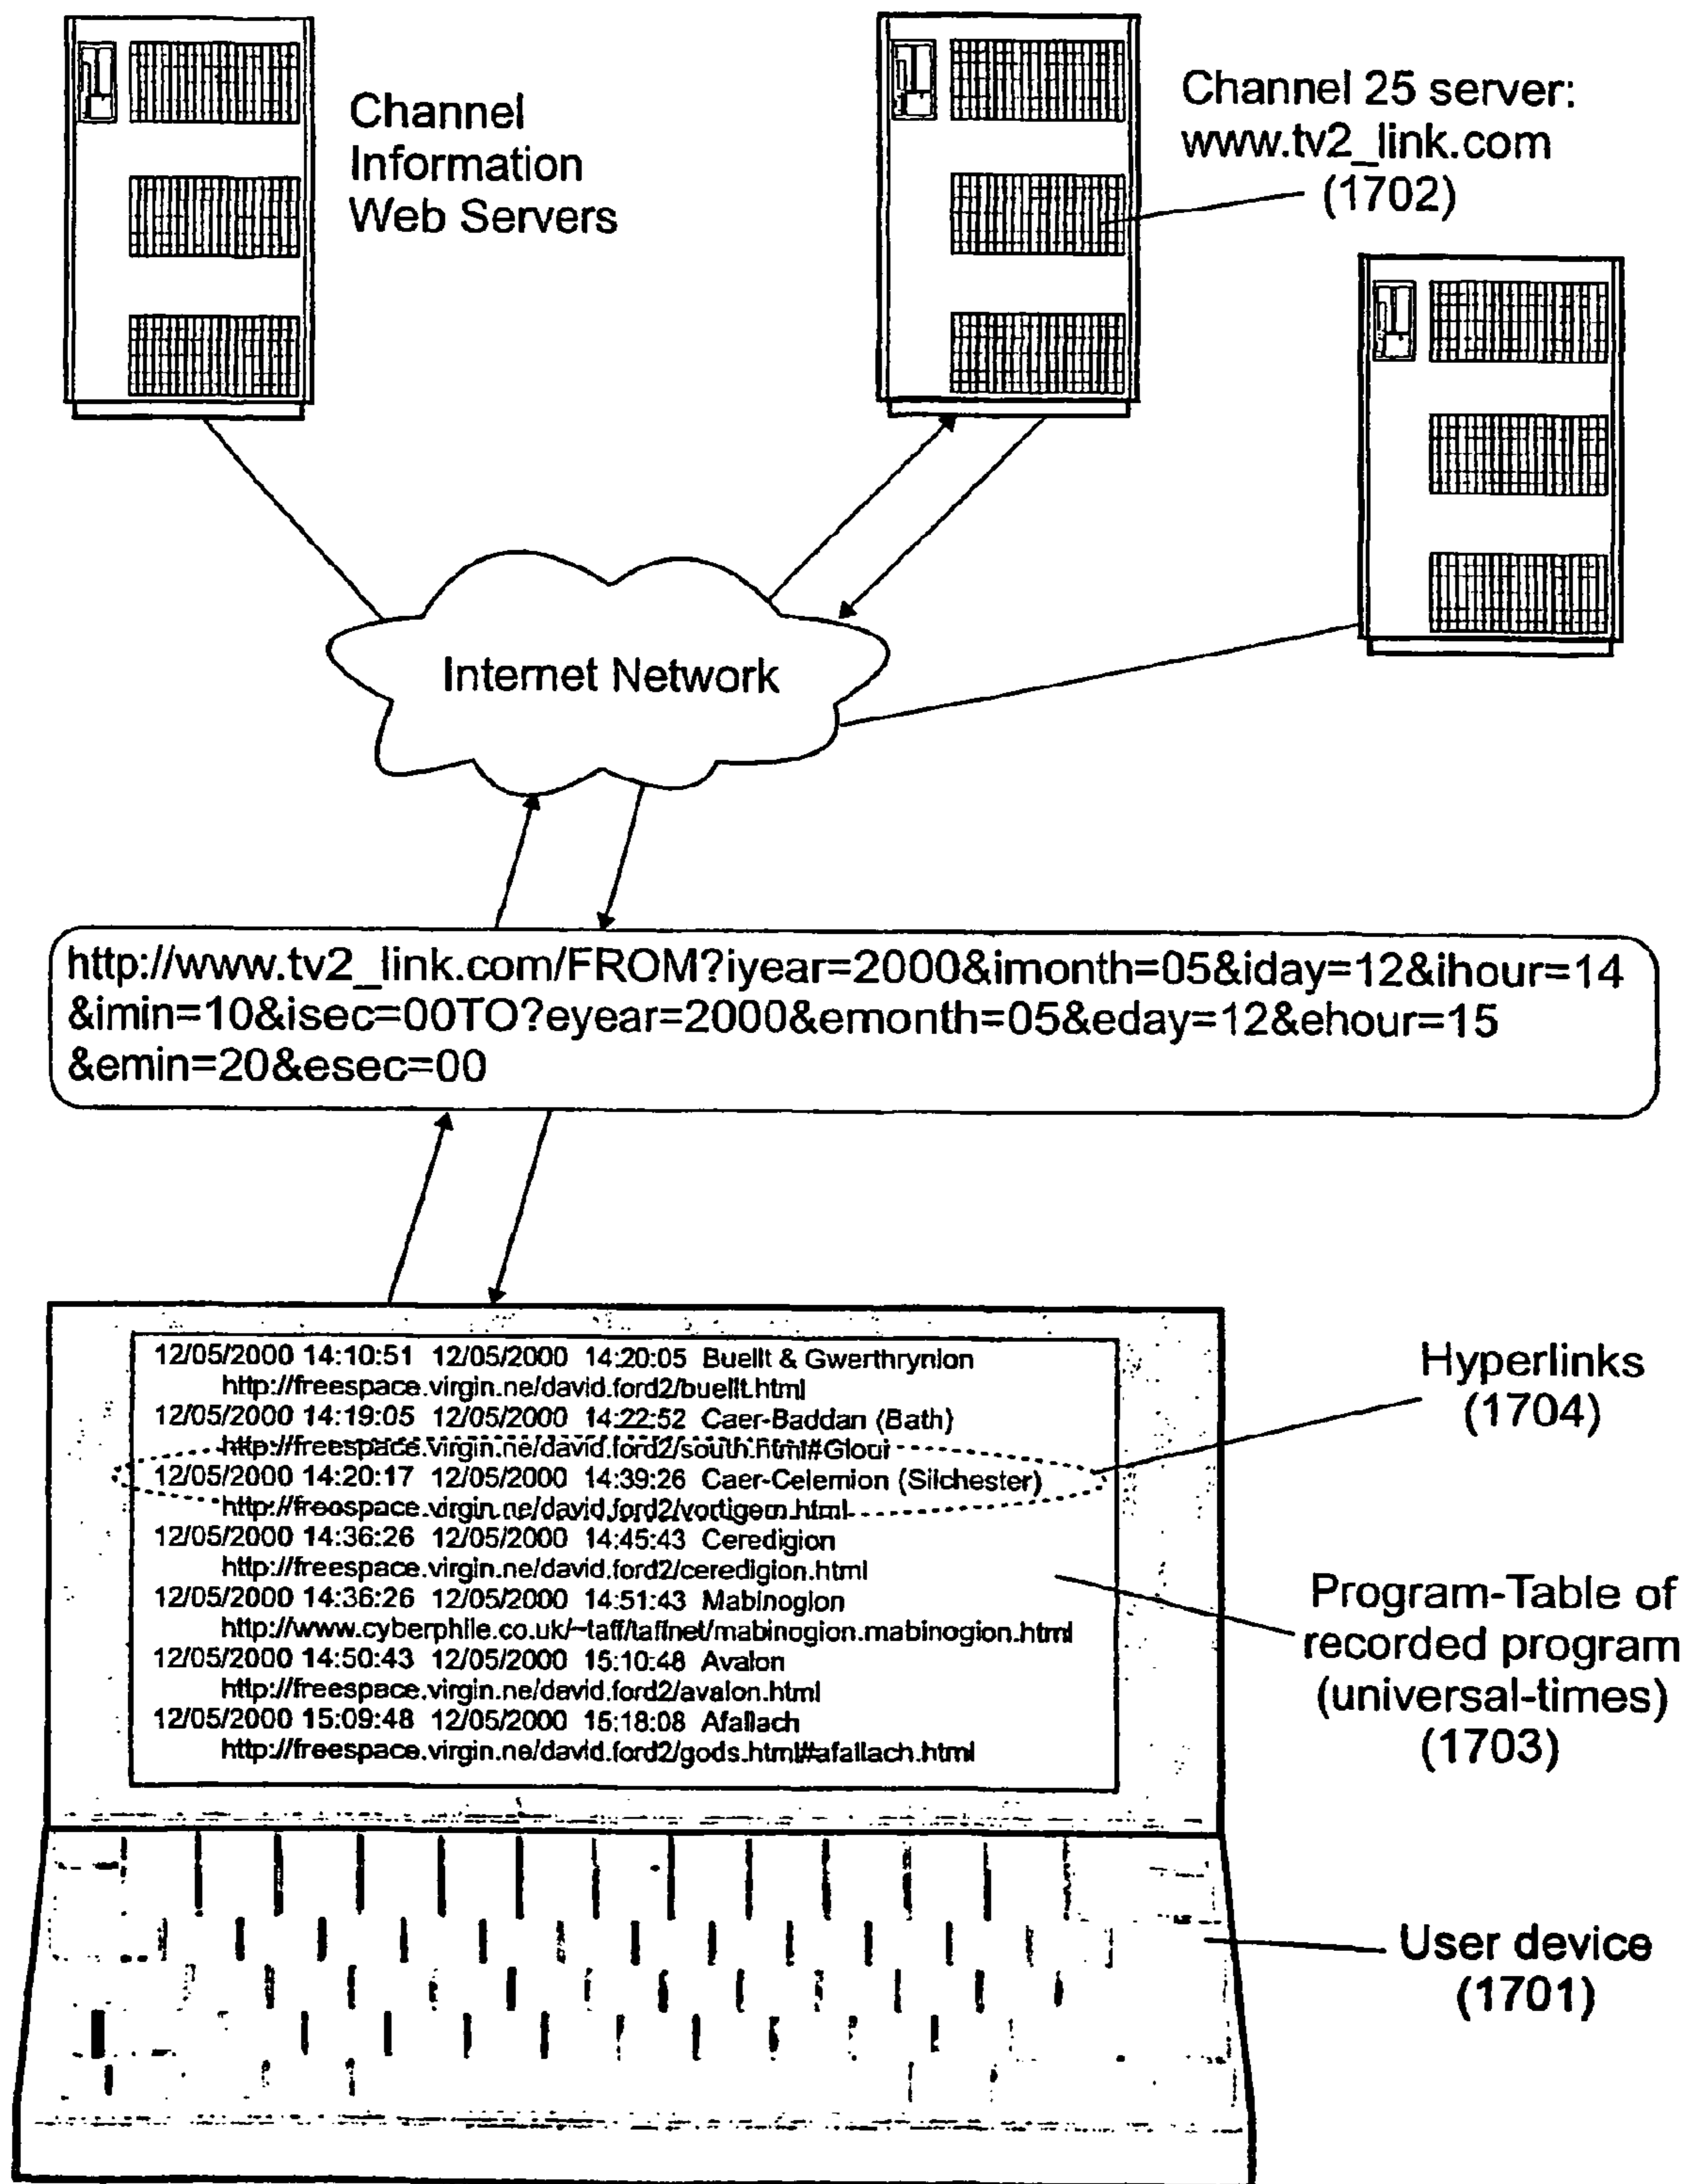 Channel
Information
Web Servers
Channel 25 server:
www.tv2_link.com
(1702)
Internet Network
http://www.tv2_link.com/FROM?iyear=2000&imonth=05&iday=12&ihour=14
&imin=10&isec=00TO?eyear=2000&emonth=05&eday=12&ehour=15
&emin=20&esec=00
12/05/2000 14:10:51 12/05/2000 14:20:05 Buellt & Gwerthrynion
http://freespace.virgin.ne/david.ford2/buellt.html
12/05/2000 14:19:05 12/05/2000 14:22:52 Caer-Baddan (Bath)
http://freespace.virgin.ne/david.ford2/south.html#Gloui
12/05/2000 14:20:17 12/05/2000 14:39:26 Caer-Celemion (Silchester)
http://freespace.virgin.ne/david.ford2/vortigern.html
12/05/2000 14:36:26 12/05/2000 14:45:43 Ceredigion
http://freespace.virgin.ne/david.ford2/ceredigion.html
12/05/2000 14:36:26 12/05/2000 14:51:43 Mabinogion
http://www.cyberphile.co.uk/~taff/taffnet/mabinogion.mabinogion.html
12/05/2000 14:50:43 12/05/2000 15:10:48 Avalon
http://freespace.virgin.ne/david.ford2/avalon.html
12/05/2000 15:09:48 12/05/2000 15:18:08 Afallach
http://freespace.virgin.ne/david.ford2/gods.html#afallach.html
Hyperlinks
(1704)
Program-Table of
recorded program
(universal-times)
(1703)
User device
(1701)